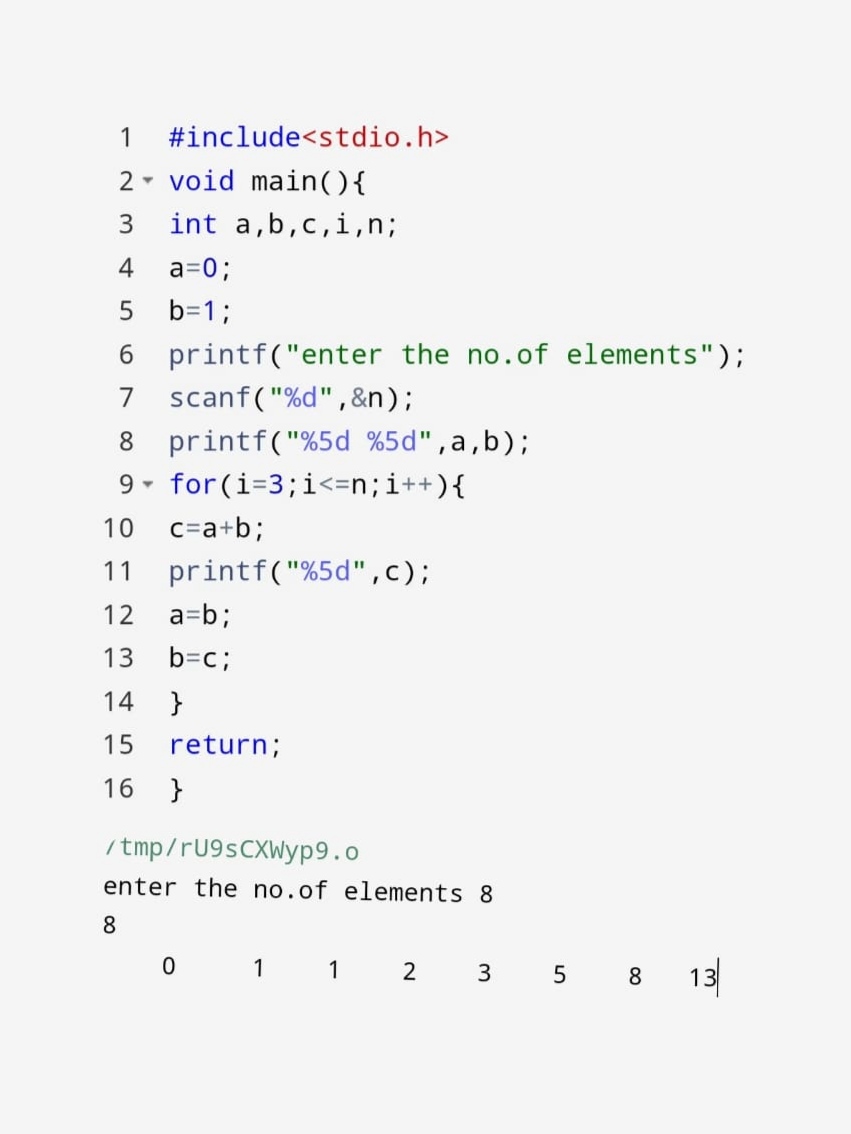 1 #include<stdio.h>
2 void main(){
3 int a,b,c,i,n;
4 a=0;
5 b=1;
6 printf("enter the no.of elements");
7 scanf("%d",&n);
8 printf("%5d %5d",a,b);
9 for(i=3;i<=n;i++){
10 c=a+b;
11 printf("%5d",c);
12 a=b;
13 b=c;
14 }
15 return;
16 }
/tmp/rU9sCXWyp9.o
enter the no.of elements 8
8
0 1 1 2 3 5 8 13